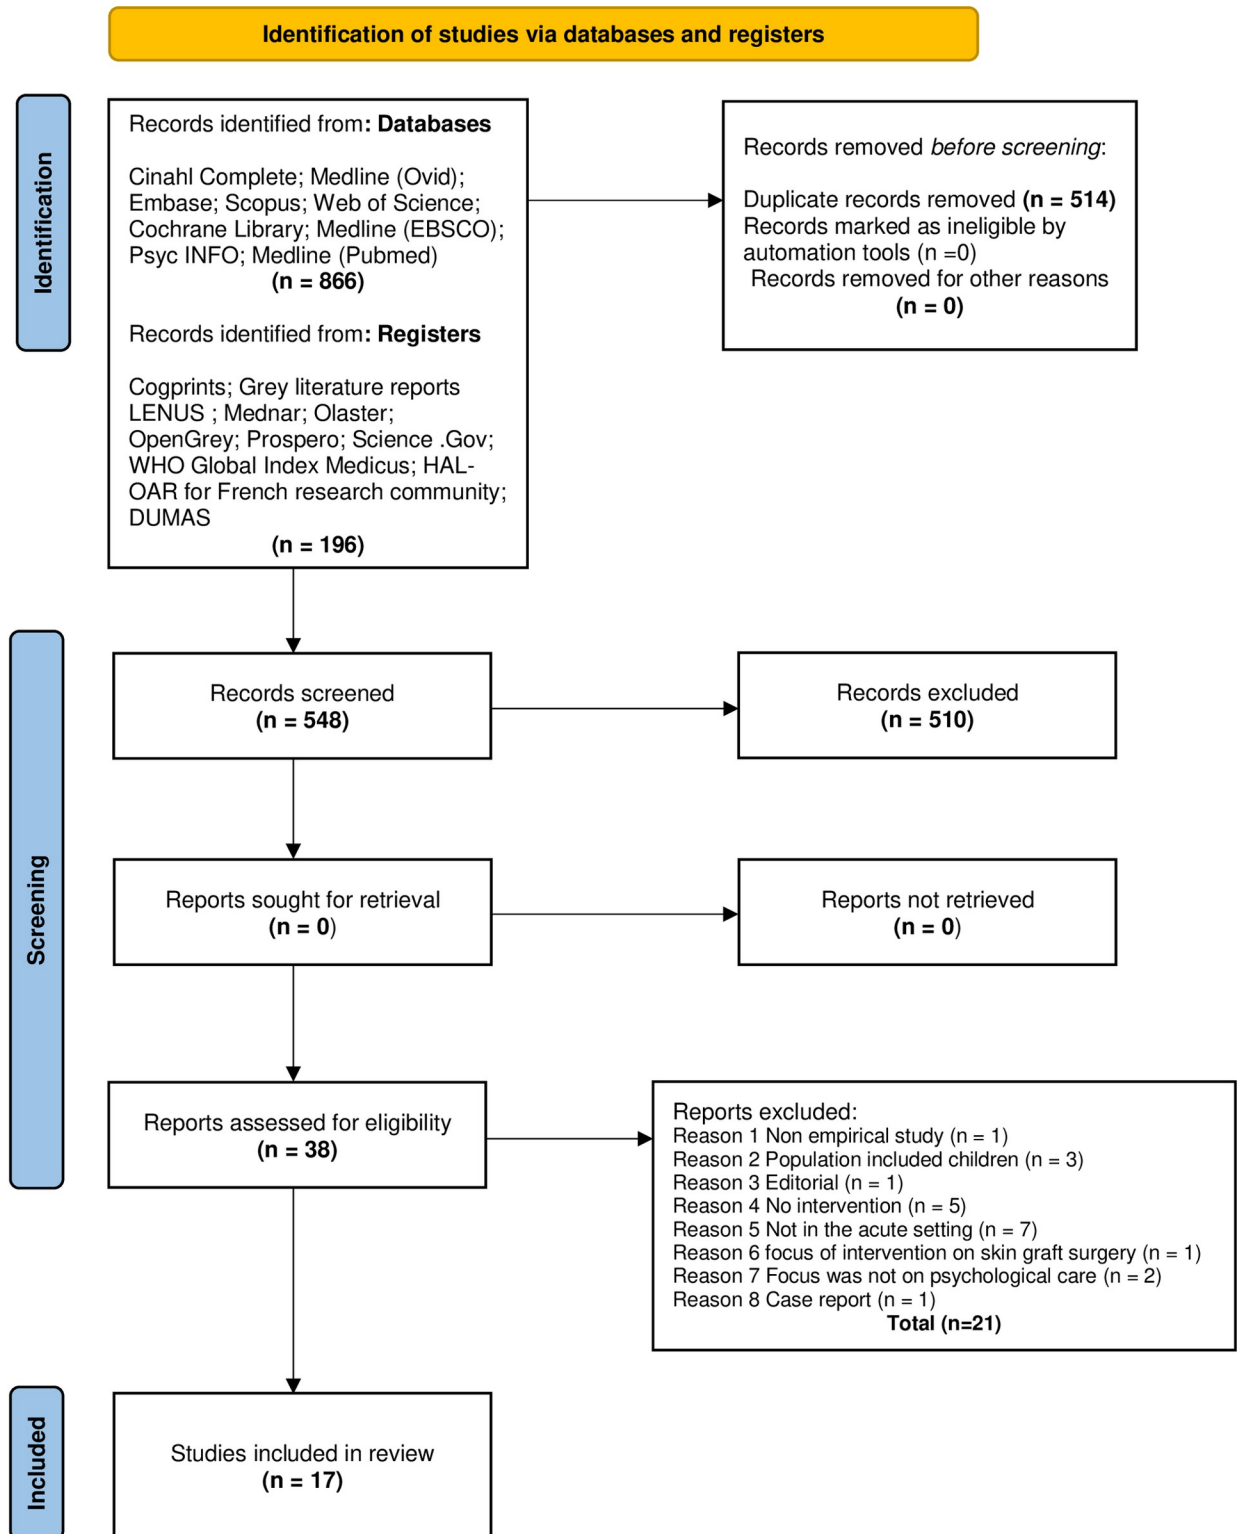 Identification of studies via databases and registers
Identification
Records identified from: Databases
Cinahl Complete; Medline (Ovid);
Embase; Scopus; Web of Science;
Cochrane Library; Medline (EBSCO);
Psyc INFO; Medline (Pubmed)
(n = 866)
Records identified from: Registers
Cogprints; Grey literature reports
LENUS ; Mednar; Olaster;
OpenGrey; Prospero; Science .Gov;
WHO Global Index Medicus; HAL-
OAR for French research community;
DUMAS
(n = 196)
Records removed before screening:
Duplicate records removed (n = 514)
Records marked as ineligible by
automation tools (n =0)
Records removed for other reasons
(n = 0)
Screening
Records screened
(n = 548)
Records excluded
(n = 510)
Reports sought for retrieval
(n = 0)
Reports not retrieved
(n = 0)
Reports assessed for eligibility
(n = 38)
Reports excluded:
Reason 1 Non empirical study (n = 1)
Reason 2 Population included children (n = 3)
Reason 3 Editorial (n = 1)
Reason 4 No intervention (n = 5)
Reason 5 Not in the acute setting (n = 7)
Reason 6 focus of intervention on skin graft surgery (n = 1)
Reason 7 Focus was not on psychological care (n = 2)
Reason 8 Case report (n = 1)
Total (n=21)
Included
Studies included in review
(n = 17)